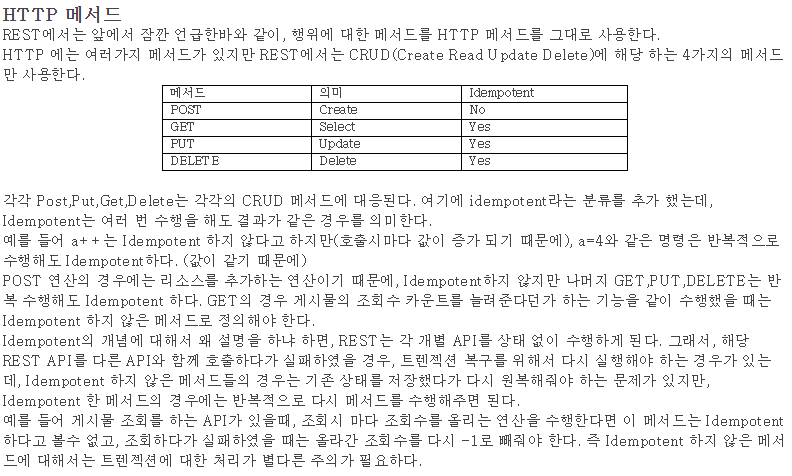 HTTP 메서드
REST에서는 앞에서 잠깐 언급한바와 같이, 행위에 대한 메서드를 HTTP 메서드를 그대로 사용한다.
HTTP 에는 여러가지 메서드가 있지만 REST에서는 CRUD(Create Read Update Delete)에 해당 하는 4가지의 메서드
만 사용한다.
메서드 의미 Idempotent
POST Create No
GET Select Yes
PUT Update Yes
DELETE Delete Yes
각각 Post,Put,Get,Delete는 각각의 CRUD 메서드에 대응된다. 여기에 idempotent라는 분류를 추가 했는데,
Idempotent는 여러 번 수행을 해도 결과가 같은 경우를 의미한다.
예를 들어 a++는 Idempotent 하지 않다고 하지만(호출시마다 값이 증가 되기 때문에), a=4와 같은 명령은 반복적으로
수행해도 Idempotent하다. (값이 같기 때문에)
POST 연산의 경우에는 리소스를 추가하는 연산이기 때문에, Idempotent하지 않지만 나머지 GET,PUT,DELETE는 반
복 수행해도 Idempotent 하다. GET의 경우 게시물의 조회수 카운트를 늘려준다던가 하는 기능을 같이 수행했을 때는
Idempotent 하지 않은 메서드로 정의해야 한다.
Idempotent의 개념에 대해서 왜 설명을 하냐 하면, REST는 각 개별 API를 상태 없이 수행하게 된다. 그래서, 해당
REST API를 다른 API와 함께 호출하다가 실패하였을 경우, 트렌젝션 복구를 위해서 다시 실행해야 하는 경우가 있는
데, Idempotent 하지 않은 메서드들의 경우는 기존 상태를 저장했다가 다시 원복해줘야 하는 문제가 있지만,
Idempotent 한 메서드의 경우에는 반복적으로 다시 메서드를 수행해주면 된다.
예를 들어 게시물 조회를 하는 API가 있을때, 조회시 마다 조회수를 올리는 연산을 수행한다면 이 메서드는 Idempotent
하다고 볼수 없고, 조회하다가 실패하였을 때는 올라간 조회수를 다시 -1로 빼줘야 한다. 즉 Idempotent 하지 않은 메서
드에 대해서는 트렌젝션에 대한 처리가 별다른 주의가 필요하다.